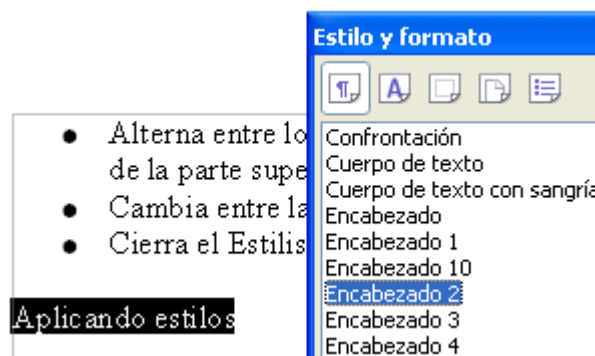 Estilo y formato
Confrontación
Cuerpo de texto
Cuerpo de texto con sangría
Encabezado
Encabezado 1
Encabezado 10
Encabezado 2
Encabezado 3
Encabezado 4
Alterna entre lo
de la parte supe
Cambia entre la
Cierra el Estilis
Aplicando estilos